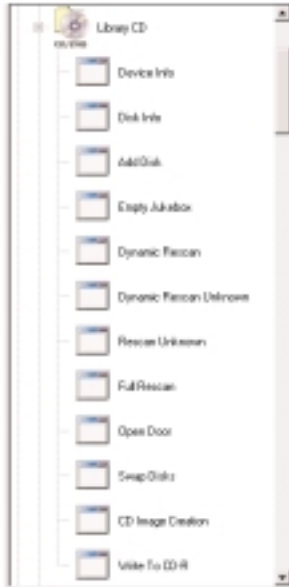 Library CD
Device Info
Disk Info
Add Disk
Empty Jukebox
Dynamic Rescan
Dynamic Rescan Unknown
Rescan Unknown
Full Rescan
Open Door
Swap Disks
CD Image Creation
Write To CD-R